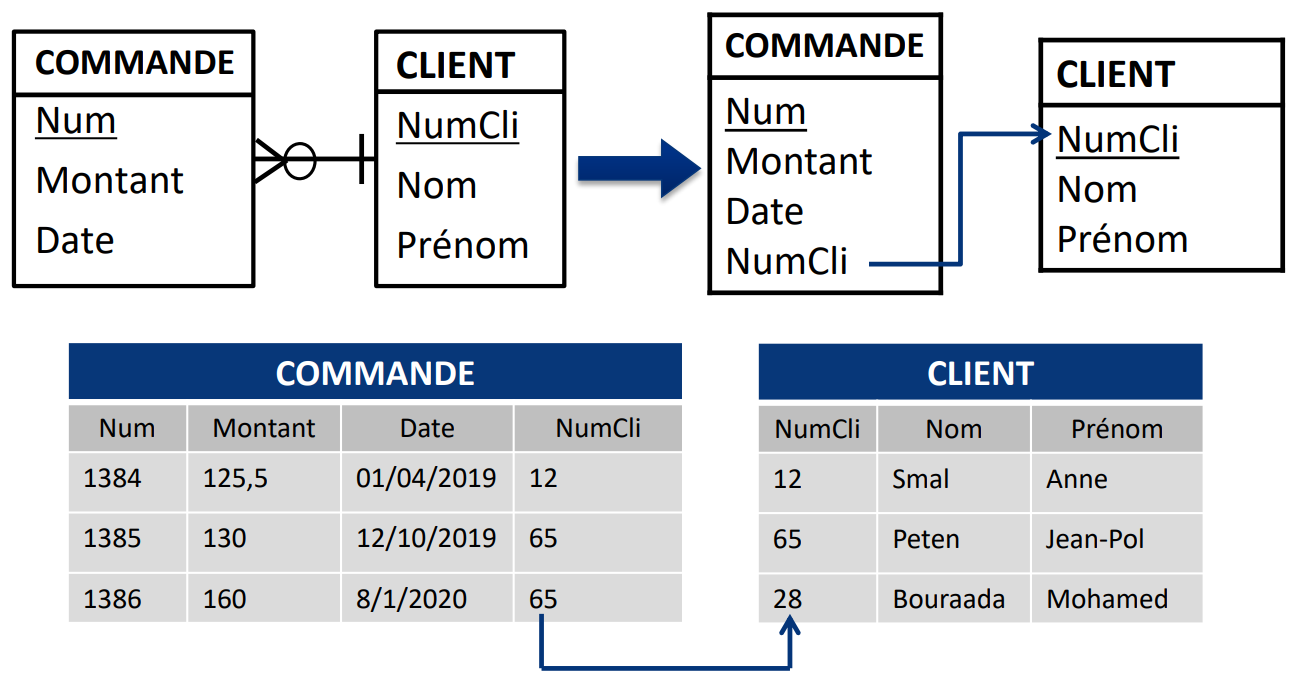 COMMANDE
Num
Montant
Date
CLIENT
NumCli
Nom
Prénom
COMMANDE
Num
Montant
Date
NumCli
CLIENT
NumCli
Nom
Prénom
COMMANDE
Num Montant Date NumCli
1384 125,5 01/04/2019 12
1385 130 12/10/2019 65
1386 160 8/1/2020 65
CLIENT
NumCli Nom Prénom
12 Smal Anne
65 Peten Jean-Pol
28 Bouraada Mohamed